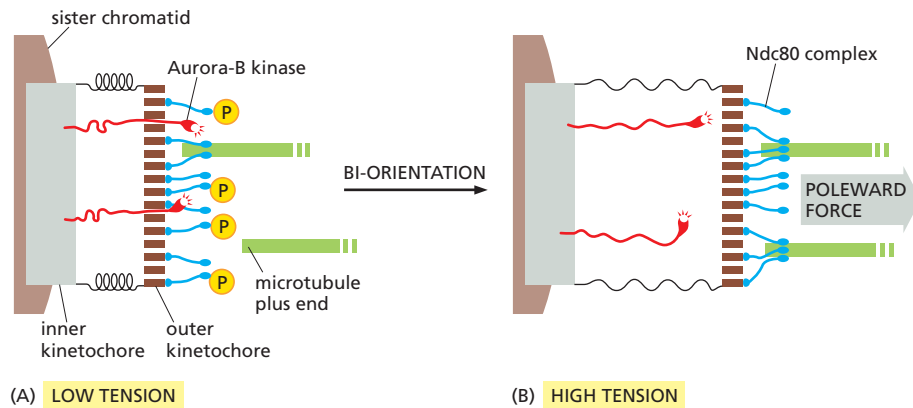 sister chromatid
Aurora-B kinase
P
P
P
P
microtubule
plus end
inner
kinetochore
outer
kinetochore
(A) LOW TENSION
BI-ORIENTATION
Ndc80 complex
POLEWARD
FORCE
(B) HIGH TENSION